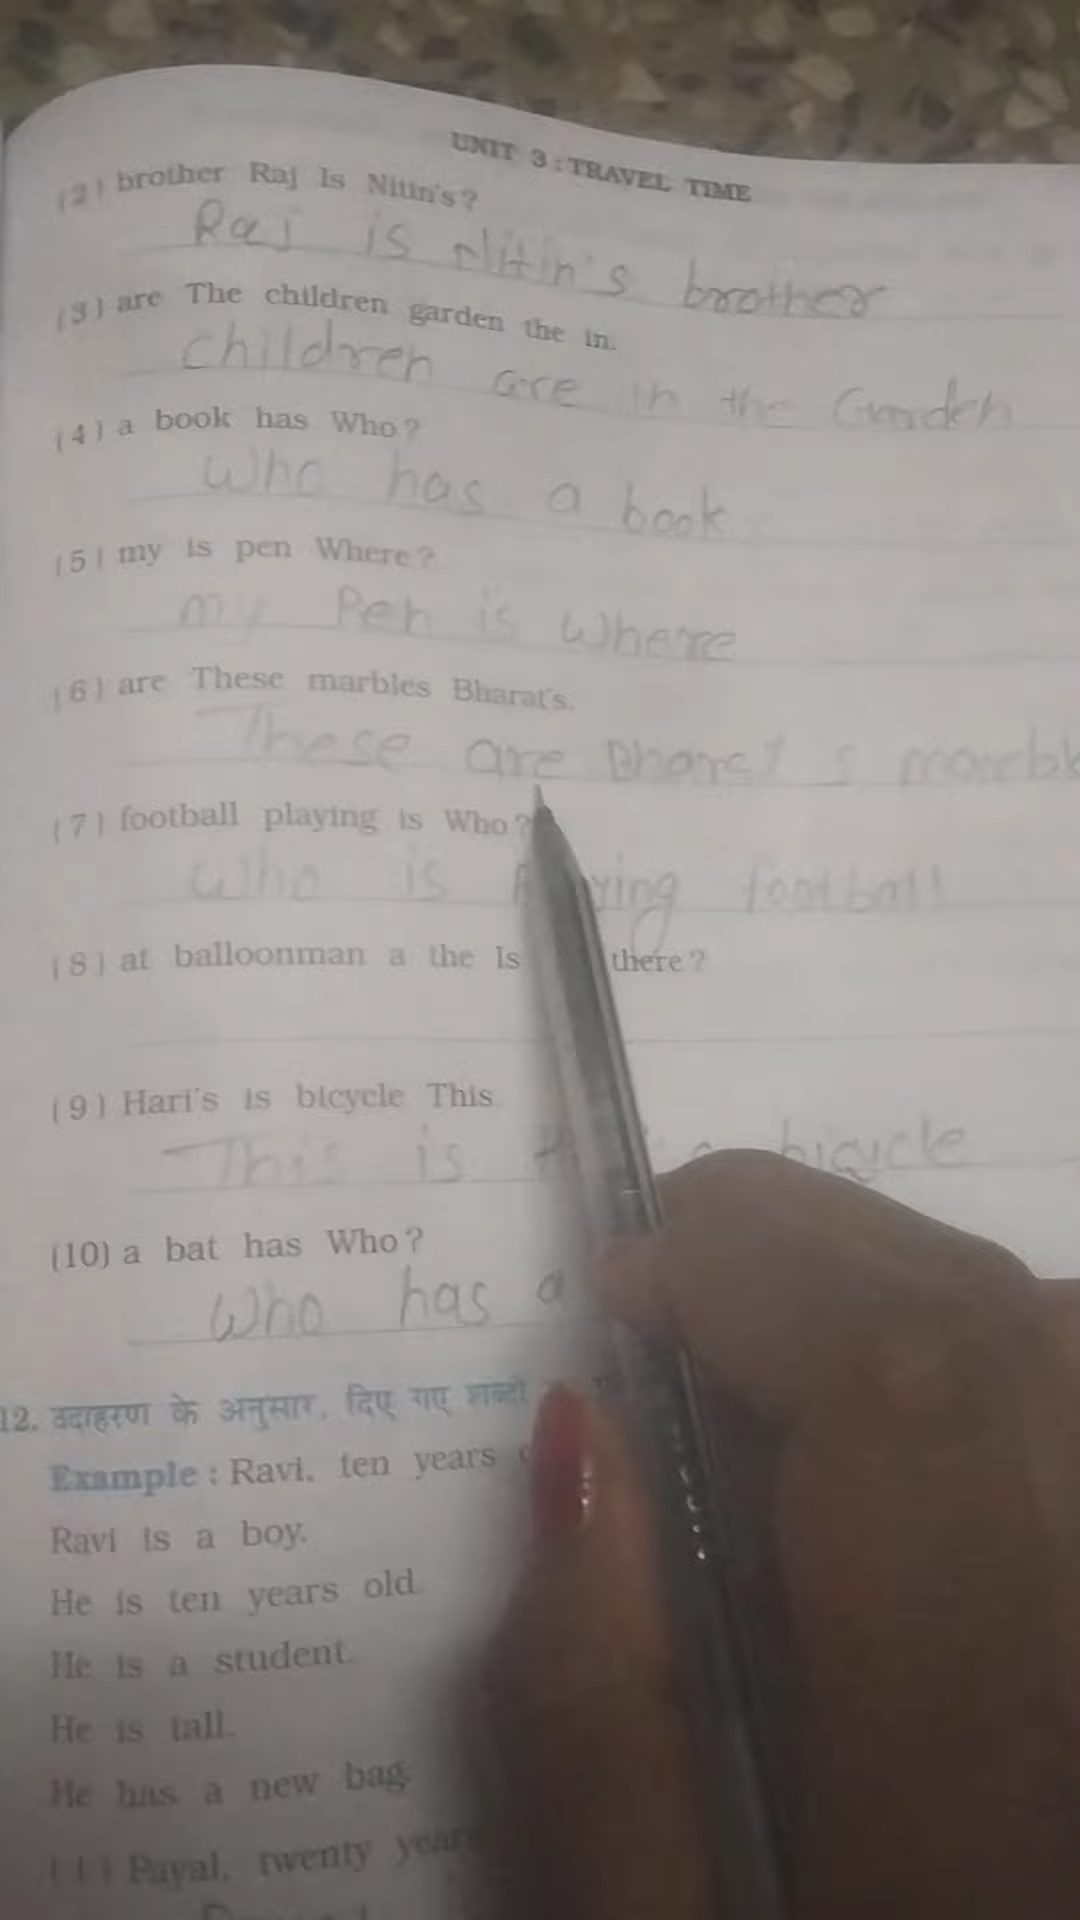 UNIT 3 : TRAVEL TIME
(2) brother Raj Is Nitin's?
Raj is Nitin's brother
(3) are The children garden the in.
children are in the Garden
(4) a book has Who?
Who has a book
(5) my is pen Where?
my Pen is where
(6) are These marbles Bharat's.
These are Bharat's
(7) football playing is Who?
Who is football
(8) at balloonman a the Is there?
(9) Hari's is bicycle This
This is bicycle
(10) a bat has Who?
Who has a
12. उदाहरण के अनुसार, दिए गए शब्दों
Example : Ravi, ten years
Ravi is a boy.
He is ten years old
He is a student.
He is tall.
He has a new bag.
(1) Payal, twenty